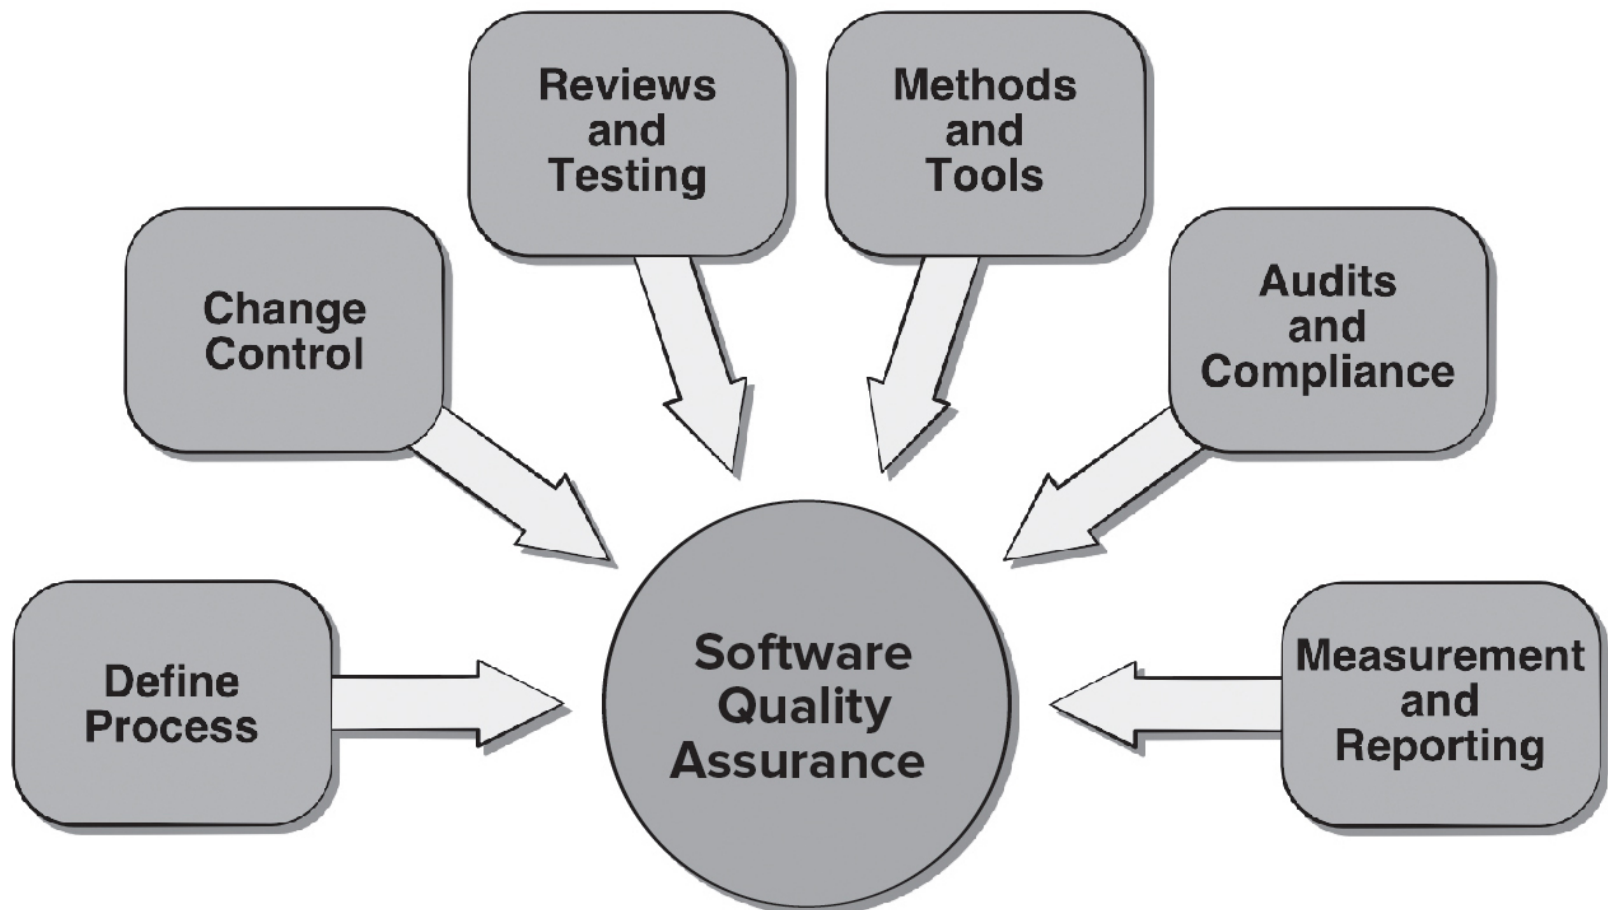 Reviews
and
Testing
Methods
and
Tools
Change
Control
Audits
and
Compliance
Define
Process
Software
Quality
Assurance
Measurement
and
Reporting